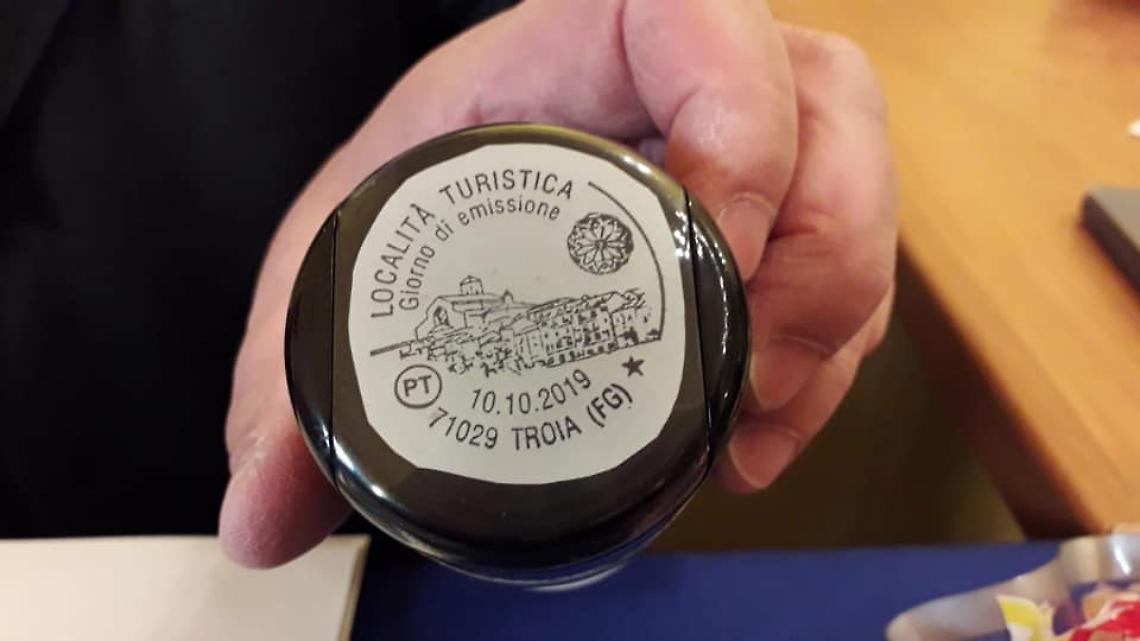 LOCALITÀ TURISTICA
Giorno di emissione
PT
10.10.2019
71029 TROIA (FG)